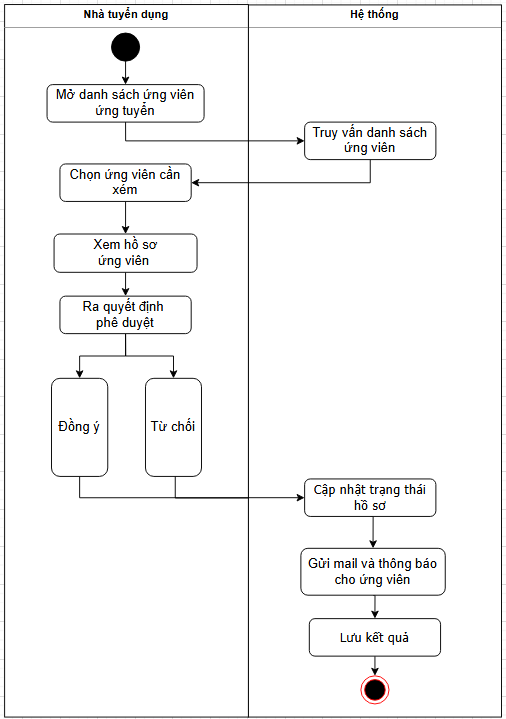 Nhà tuyển dụng
Hệ thống
Mở danh sách ứng viên
ứng tuyển
Truy vấn danh sách
ứng viên
Chọn ứng viên cần
xém
Xem hồ sơ
ứng viên
Ra quyết định
phê duyệt
Đồng ý
Từ chối
Cập nhật trạng thái
hồ sơ
Gửi mail và thông báo
cho ứng viên
Lưu kết quả